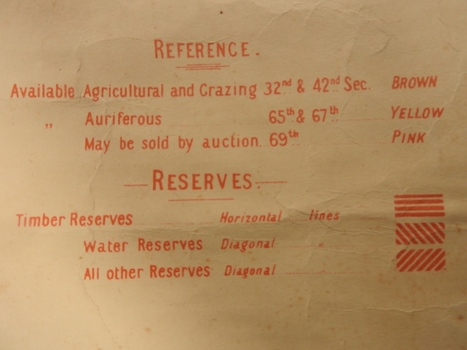 REFERENCE.
Available Agricultural and Grazing 32nd & 42nd Sec. BROWN
„ Auriferous 65th & 67th „ YELLOW
May be sold by auction 69th „ PINK
RESERVES.
Timber Reserves Horizontal lines
Water Reserves Diagonal „
All other Reserves Diagonal